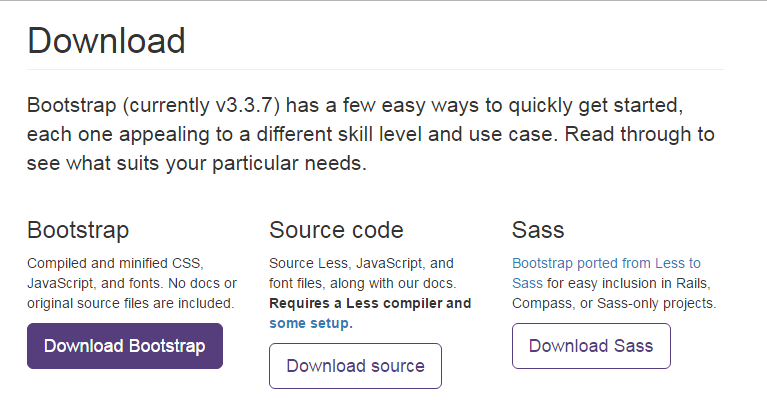 Download
Bootstrap (currently v3.3.7) has a few easy ways to quickly get started,
each one appealing to a different skill level and use case. Read through to
see what suits your particular needs.
Bootstrap
Compiled and minified CSS,
JavaScript, and fonts. No docs or
original source files are included.
Download Bootstrap
Source code
Source Less, JavaScript, and
font files, along with our docs.
Requires a Less compiler and
some setup.
Download source
Sass
Bootstrap ported from Less to
Sass for easy inclusion in Rails,
Compass, or Sass-only projects.
Download Sass